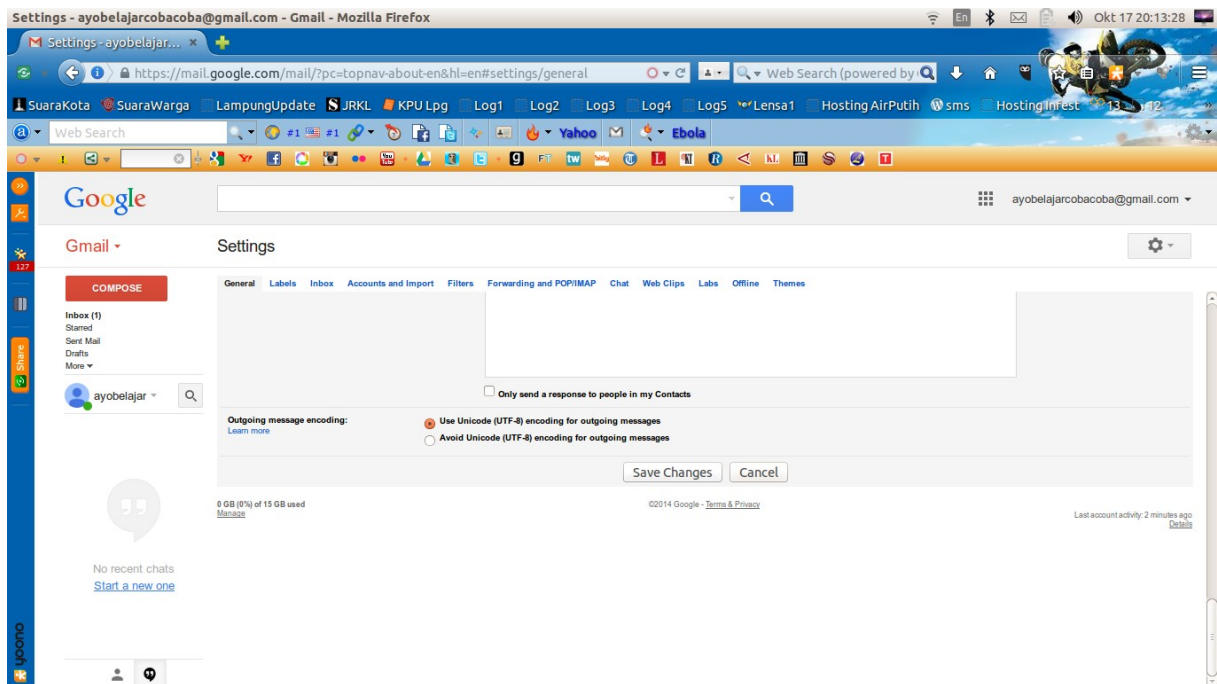 Settings - ayobelajarcobacoba@gmail.com - Gmail - Mozilla Firefox En Okt 17 20:13:28
Settings - ayobelajar...
https://mail.google.com/mail/?pc=topnav-about-en&hl=en#settings/general Web Search (powered by
SuaraKota SuaraWarga LampungUpdate JRKL KPU Lpg Log1 Log2 Log3 Log4 Log5 Lensa1 Hosting AirPutih sms Hosting Infest 13 12
Web Search #1 #1 Yahoo Ebola
Google ayobelajarcobacoba@gmail.com
Gmail Settings
127
COMPOSE
General Labels Inbox Accounts and Import Filters Forwarding and POP/IMAP Chat Web Clips Labs Offline Themes
Inbox (1)
Starred
Sent Mail
Drafts
More
Share
ayobelajar
Only send a response to people in my Contacts
Outgoing message encoding:
Learn more
Use Unicode (UTF-8) encoding for outgoing messages
Avoid Unicode (UTF-8) encoding for outgoing messages
Save Changes Cancel
0 GB (0%) of 15 GB used
Manage
©2014 Google - Terms & Privacy
Last account activity: 2 minutes ago
Details
No recent chats
Start a new one
yoono